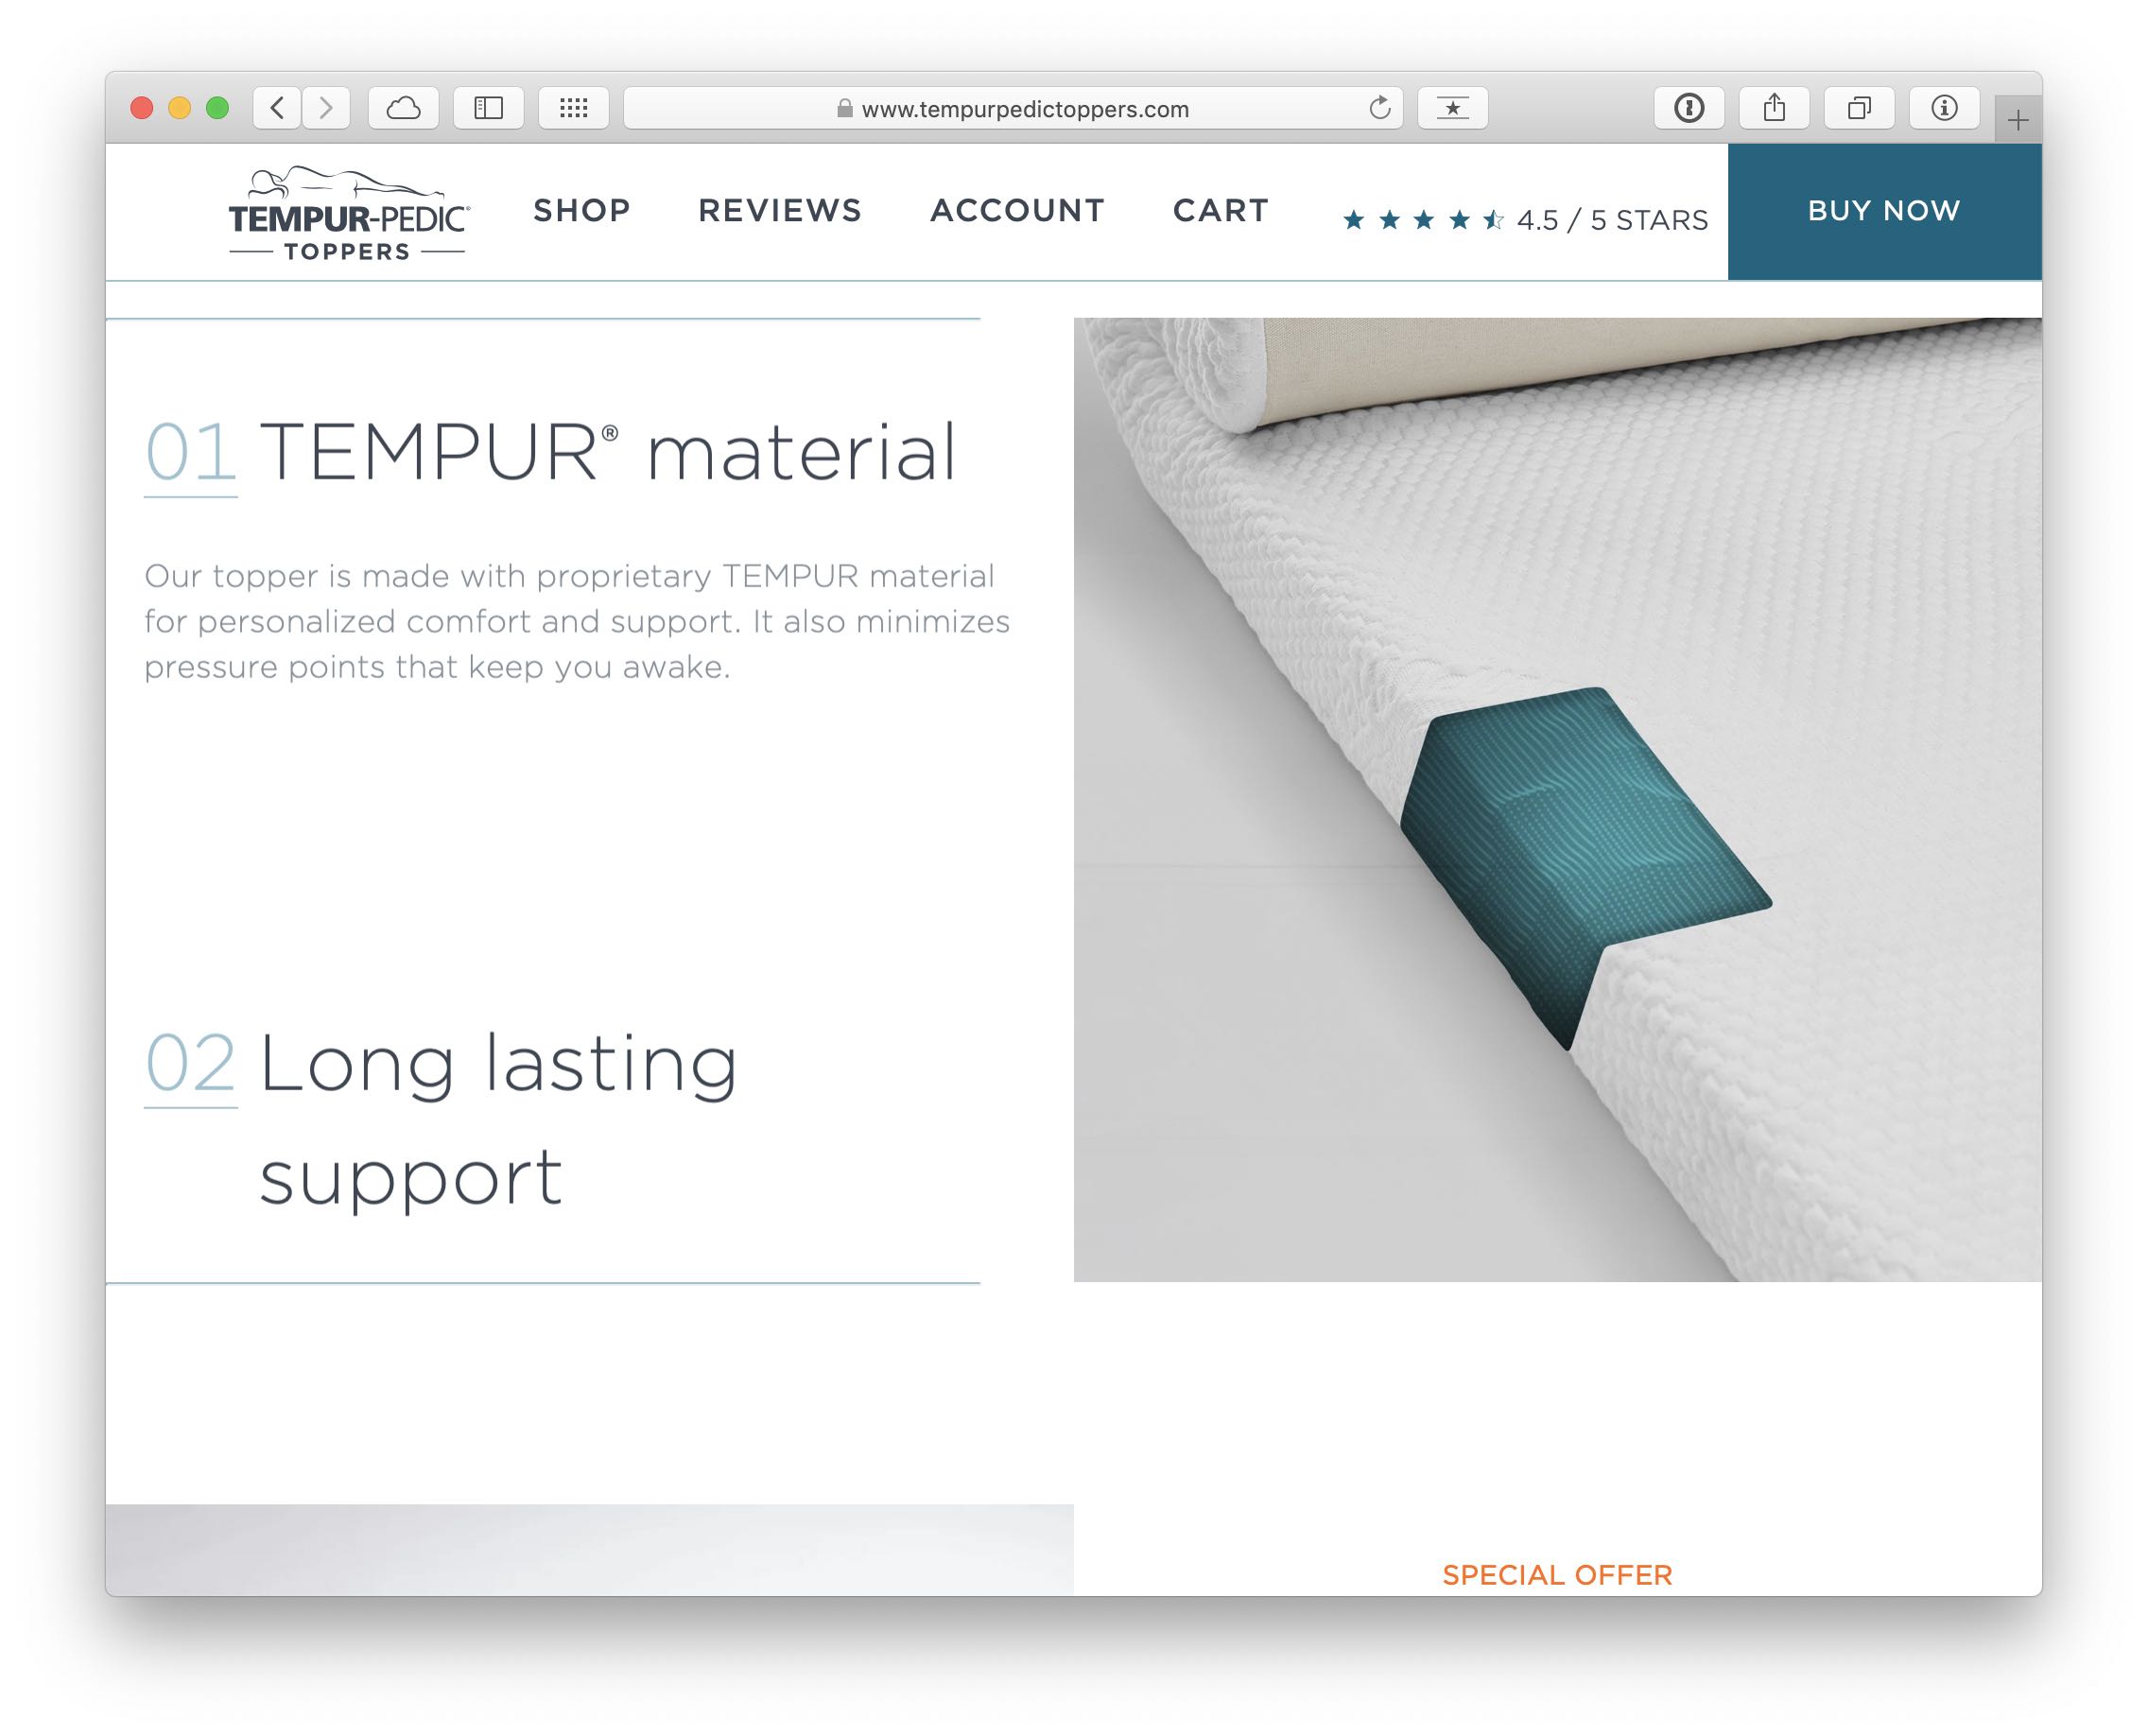 www.tempurpedictoppers.com
TEMPUR-PEDIC®
TOPPERS
SHOP
REVIEWS
ACCOUNT
CART
4.5 / 5 STARS
BUY NOW
01 TEMPUR® material
Our topper is made with proprietary TEMPUR material
for personalized comfort and support. It also minimizes
pressure points that keep you awake.
02 Long lasting
support
SPECIAL OFFER